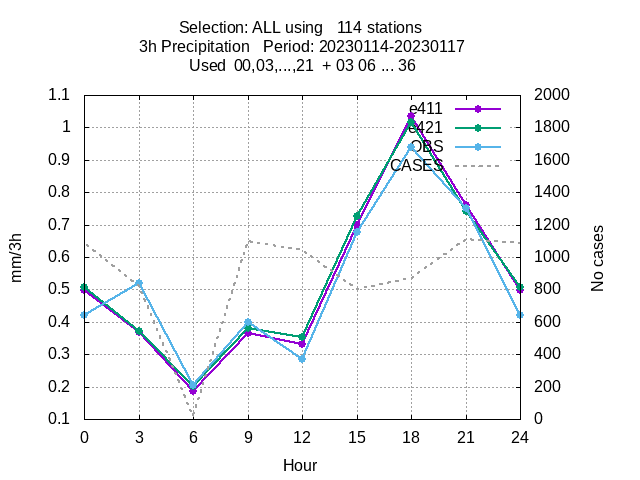 Selection: ALL using   114 stations
3h Precipitation   Period: 20230114-20230117
Used  00,03,...,21  + 03 06 ... 36
1.1
1
0.9
0.8
0.7
0.6
0.5
0.4
0.3
0.2
0.1
mm/3h
e411
e421
OBS
CASES
2000
1800
1600
1400
1200
1000
800
600
400
200
0
No cases
0 3 6 9 12 15 18 21 24
Hour